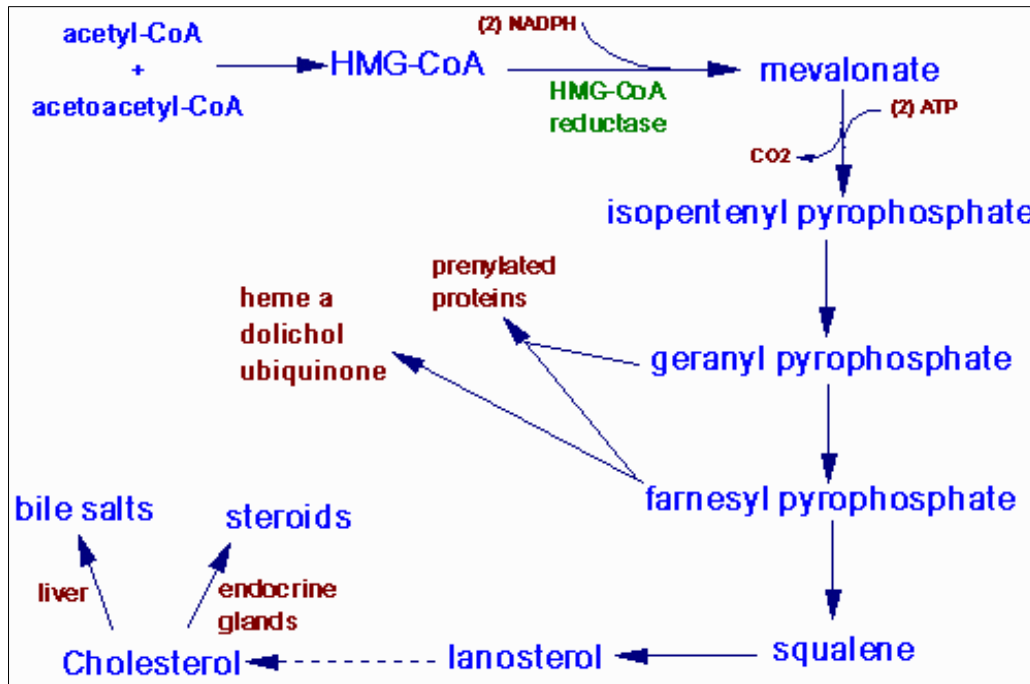 acetyl-CoA
+
acetoacetyl-CoA
HMG-CoA
(2) NADPH
HMG-CoA
reductase
mevalonate
(2) ATP
CO2
isopentenyl pyrophosphate
prenylated
proteins
heme a
dolichol
ubiquinone
geranyl pyrophosphate
farnesyl pyrophosphate
bile salts
steroids
liver
endocrine
glands
Cholesterol
lanosterol
squalene